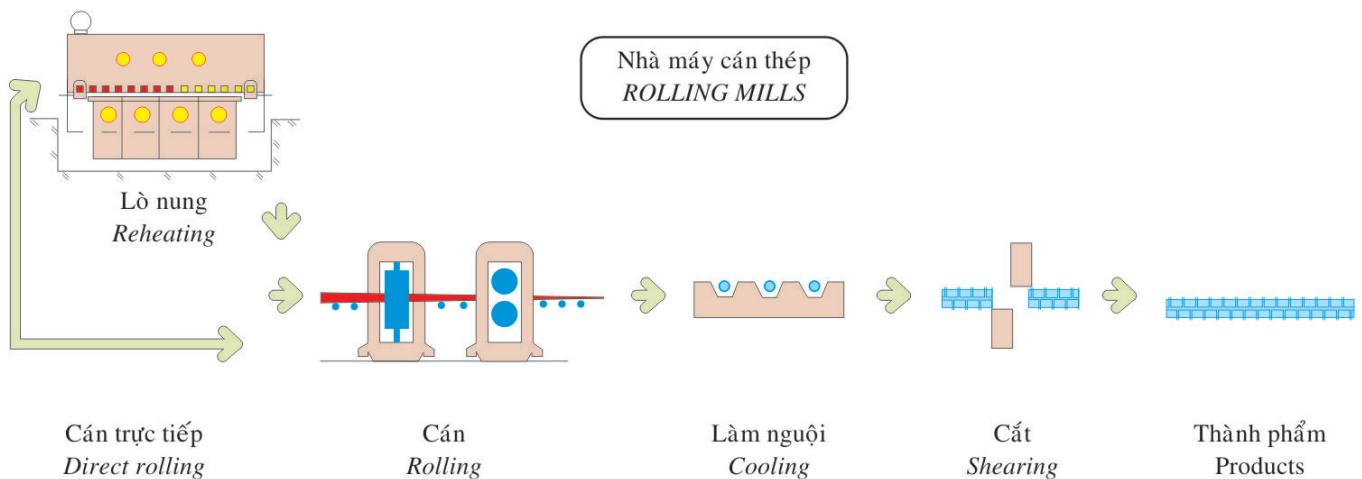 Nhà máy cán thép
ROLLING MILLS
Lò nung
Reheating
Cán trực tiếp
Direct rolling
Cán
Rolling
Làm nguội
Cooling
Cắt
Shearing
Thành phẩm
Products